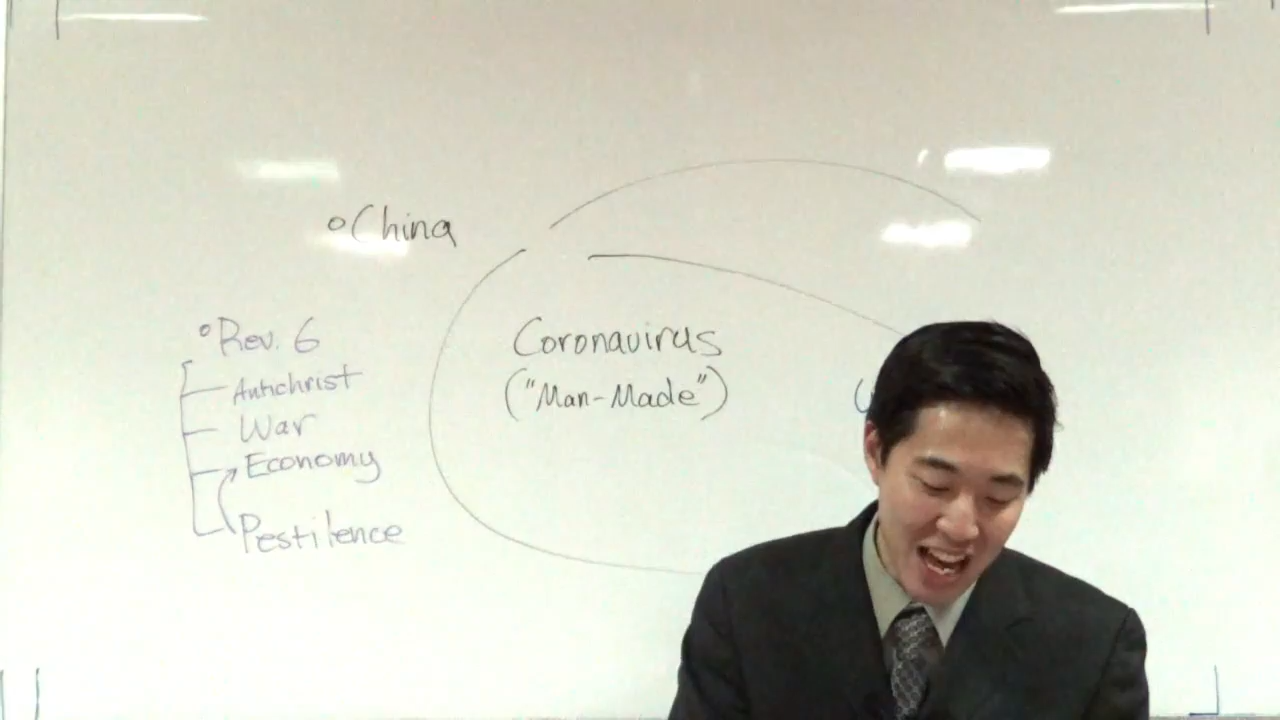 China
Rev. 6
Antichrist
War
Economy
Pestilence
Coronavirus
("Man-Made")